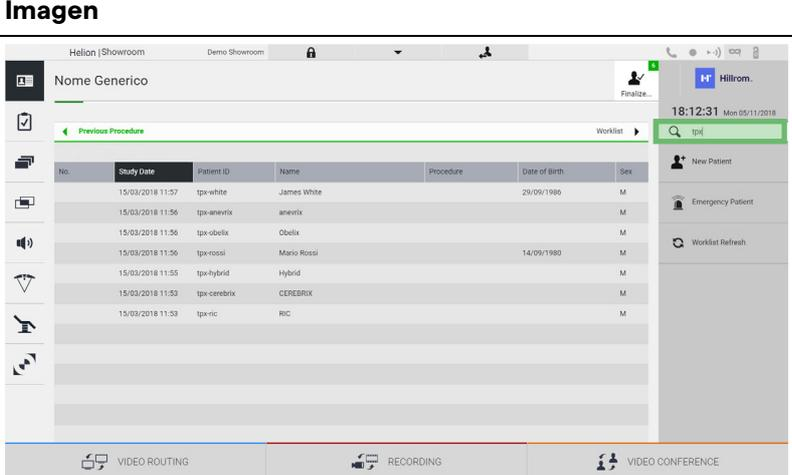 Imagen
Helion | Showroom
Demo Showroom
Nome Generico
6
Finalize...
Hillrom.
18:12:31 Mon 05/11/2018
Previous Procedure
Worklist
tpx
No. Study Date Patient ID Name Procedure Date of Birth Sex
15/03/2018 11:57 tpx-white James White 29/09/1986 M
15/03/2018 11:56 tpx-anevrix anevrix M
15/03/2018 11:56 tpx-obelix Obelix M
15/03/2018 11:56 tpx-rossi Mario Rossi 14/09/1980 M
15/03/2018 11:55 tpx-hybrid Hybrid M
15/03/2018 11:53 tpx-cerebrix CEREBRIX M
15/03/2018 11:53 tpx-ric RIC M
New Patient
Emergency Patient
Worklist Refresh
VIDEO ROUTING
RECORDING
VIDEO CONFERENCE